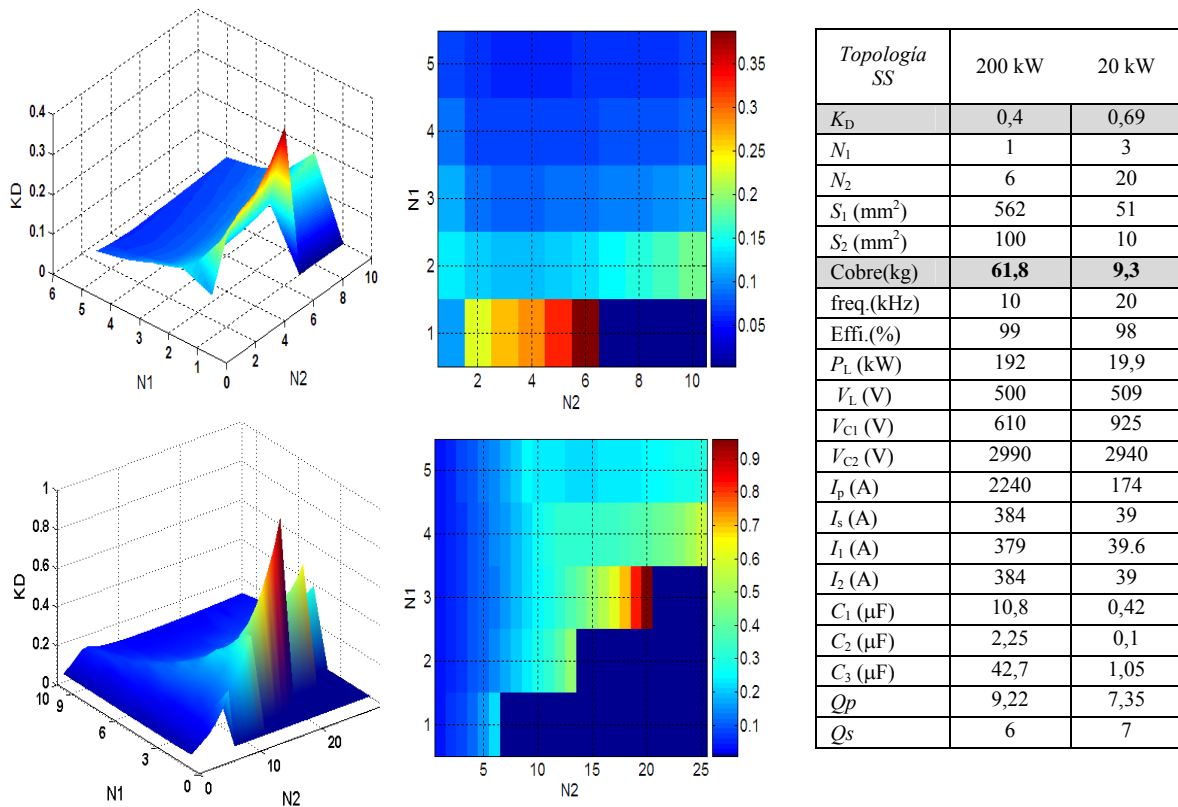 0.4
0.3
0.2
0.1
0
KD
6
5
4
3
2
1
0
N1
2
4
6
8
10
N2
5
4
3
2
1
N1
2
4
6
8
10
N2
0.35
0.3
0.25
0.2
0.15
0.1
0.05
1
0.8
0.6
0.4
0.2
0
KD
10
9
6
3
0
N1
0
10
20
N2
5
4
3
2
1
N1
5
10
15
20
25
N2
0.9
0.8
0.7
0.6
0.5
0.4
0.3
0.2
0.1
Topología SS 200 kW 20 kW
KD 0,4 0,69
N1 1 3
N2 6 20
S1 (mm2) 562 51
S2 (mm2) 100 10
Cobre(kg) 61,8 9,3
freq.(kHz) 10 20
Effi.(%) 99 98
PL (kW) 192 19,9
VL (V) 500 509
VC1 (V) 610 925
VC2 (V) 2990 2940
Ip (A) 2240 174
Is (A) 384 39
I1 (A) 379 39.6
I2 (A) 384 39
C1 (µF) 10,8 0,42
C2 (µF) 2,25 0,1
C3 (µF) 42,7 1,05
Qp 9,22 7,35
Qs 6 7